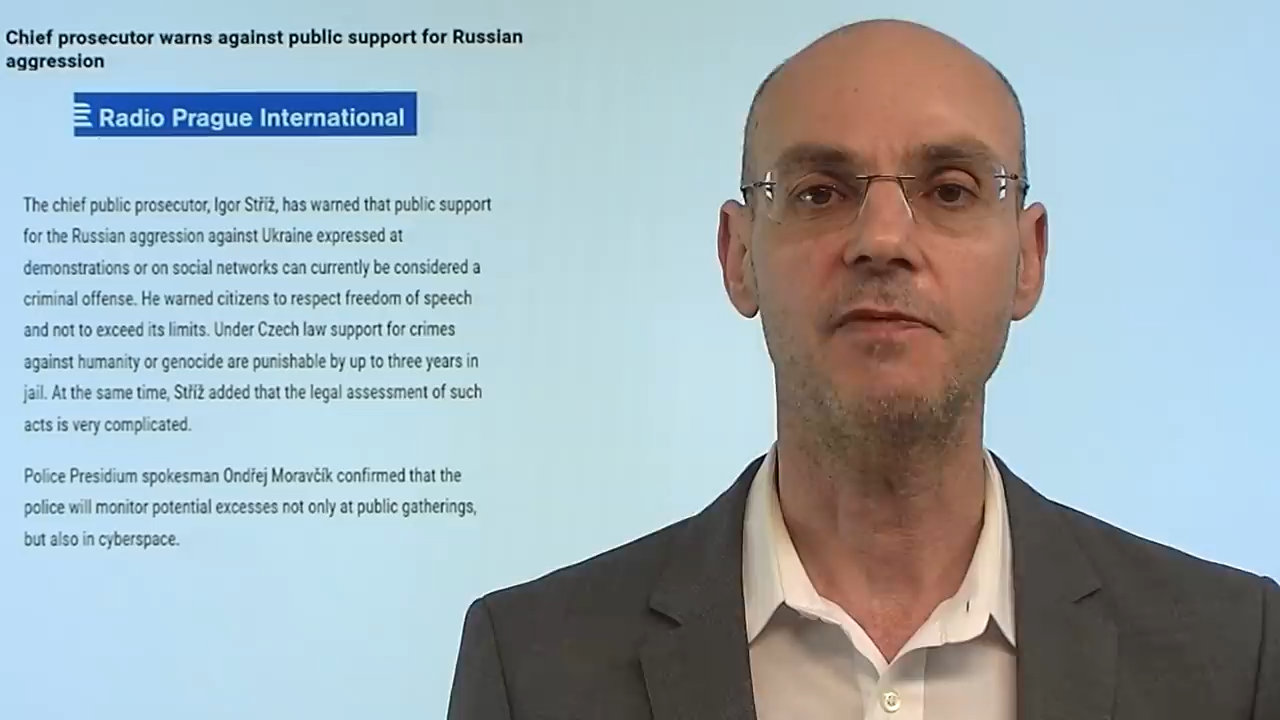 Chief prosecutor warns against public support for Russian
aggression
Radio Prague International
The chief public prosecutor, Igor Stříž, has warned that public support
for the Russian aggression against Ukraine expressed at
demonstrations or on social networks can currently be considered a
criminal offense. He warned citizens to respect freedom of speech
and not to exceed its limits. Under Czech law support for crimes
against humanity or genocide are punishable by up to three years in
jail. At the same time, Stříž added that the legal assessment of such
acts is very complicated.
Police Presidium spokesman Ondřej Moravčík confirmed that the
police will monitor potential excesses not only at public gatherings,
but also in cyberspace.